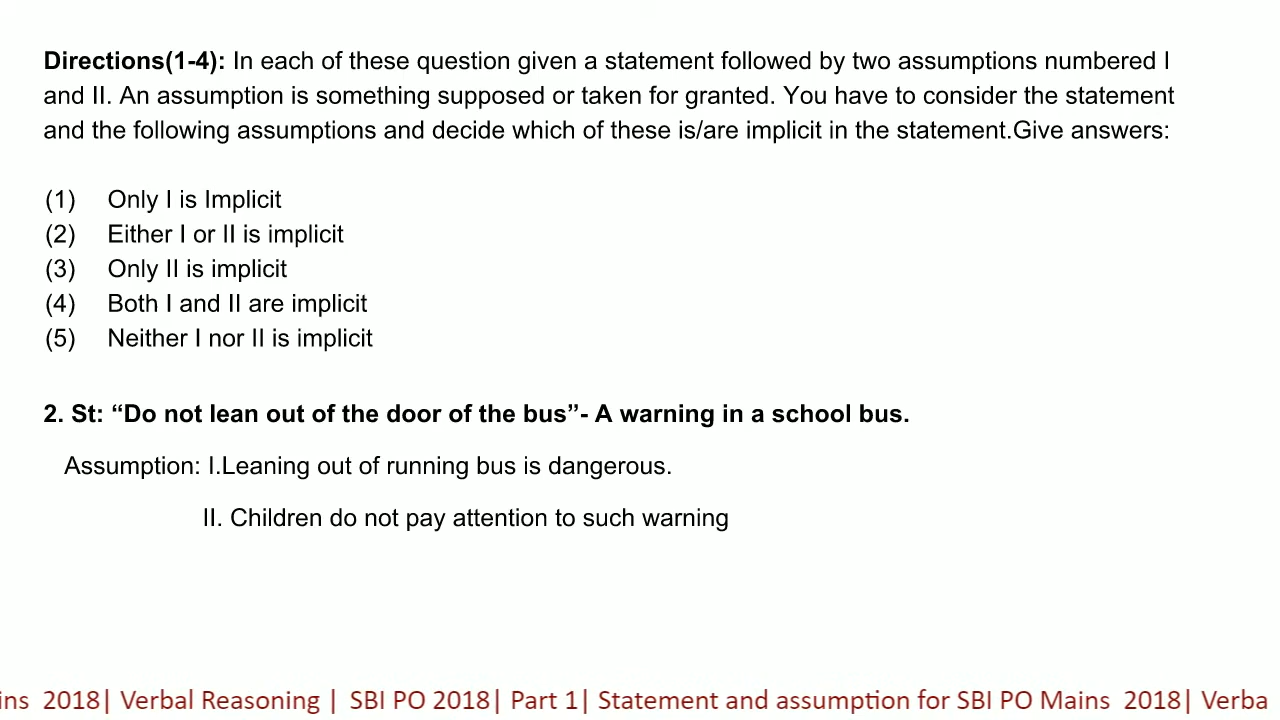 Directions(1-4): In each of these question given a statement followed by two assumptions numbered I
and II. An assumption is something supposed or taken for granted. You have to consider the statement
and the following assumptions and decide which of these is/are implicit in the statement.Give answers:
(1) Only I is Implicit
(2) Either I or II is implicit
(3) Only II is implicit
(4) Both I and II are implicit
(5) Neither I nor II is implicit
2. St: “Do not lean out of the door of the bus”- A warning in a school bus.
Assumption: I.Leaning out of running bus is dangerous.
II. Children do not pay attention to such warning
ins 2018| Verbal Reasoning | SBI PO 2018| Part 1| Statement and assumption for SBI PO Mains 2018| Verba